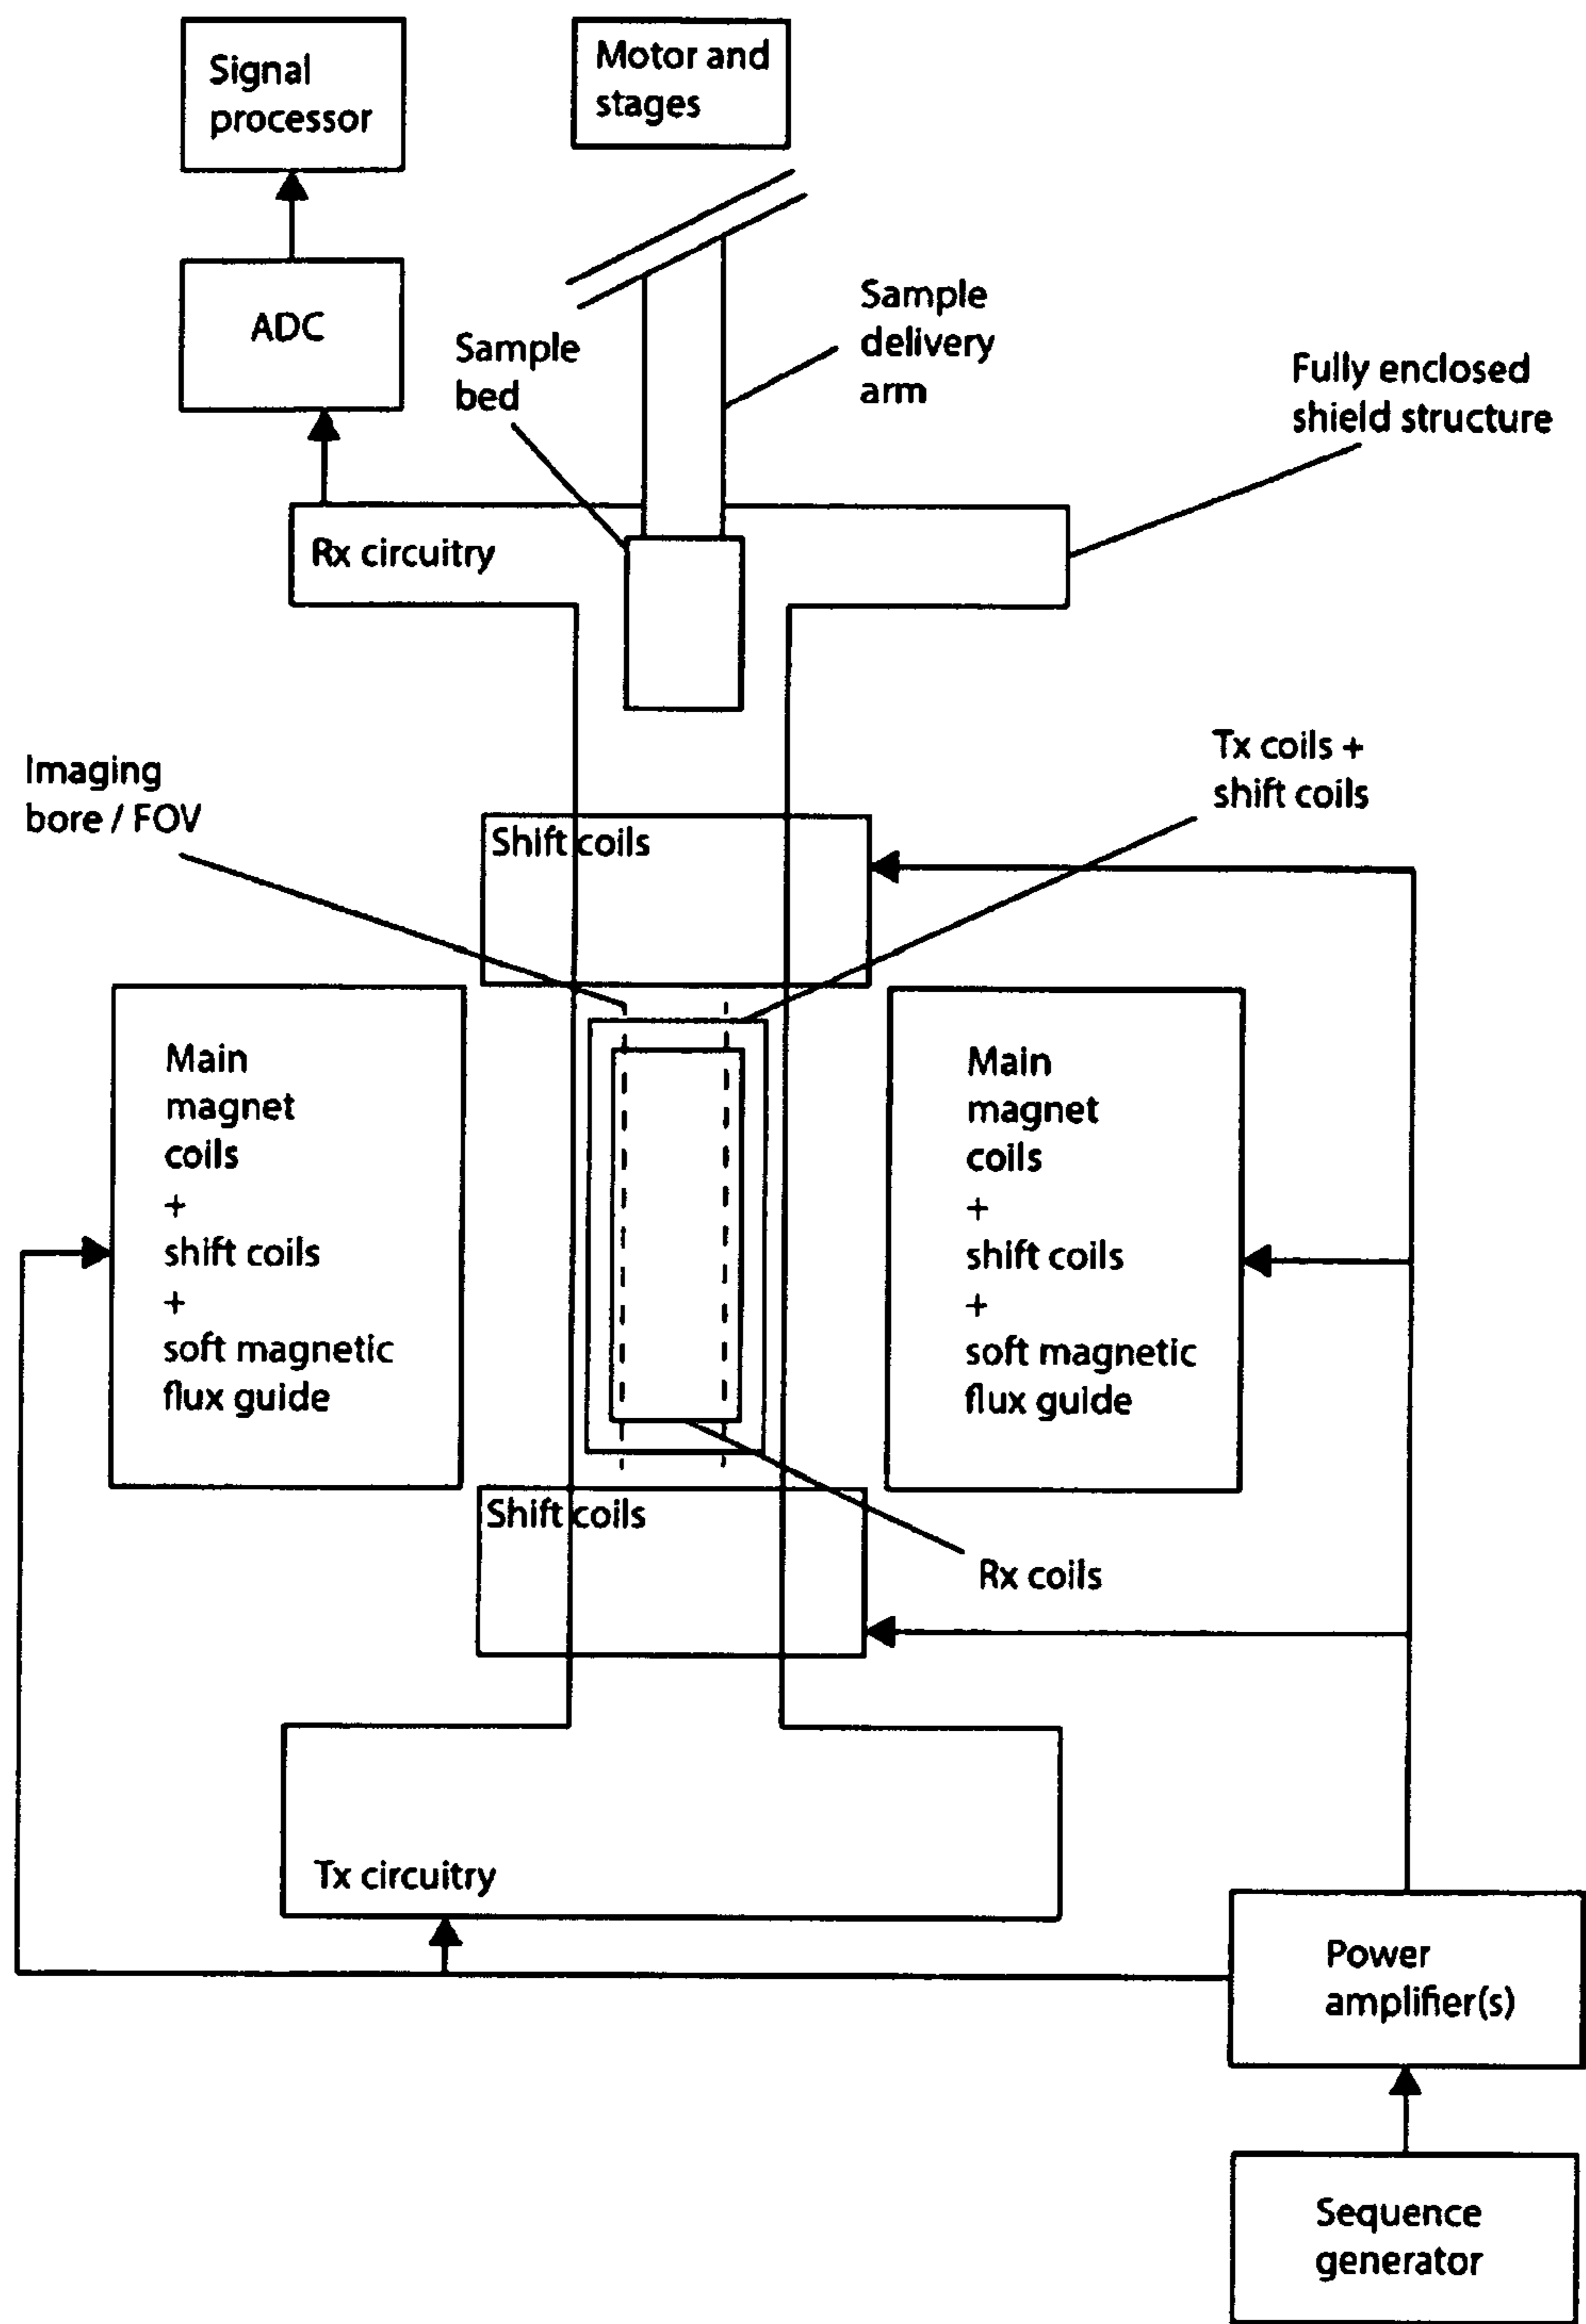 Signal
processor
Motor and
stages
ADC
Sample
bed
Sample
delivery
arm
Fully enclosed
shield structure
Rx circuitry
Imaging
bore / FOV
Tx coils +
shift coils
Shift coils
Main
magnet
coils
+
shift coils
+
soft magnetic
flux guide
Main
magnet
coils
+
shift coils
+
soft magnetic
flux guide
Shift coils
Rx coils
Tx circuitry
Power
amplifier(s)
Sequence
generator